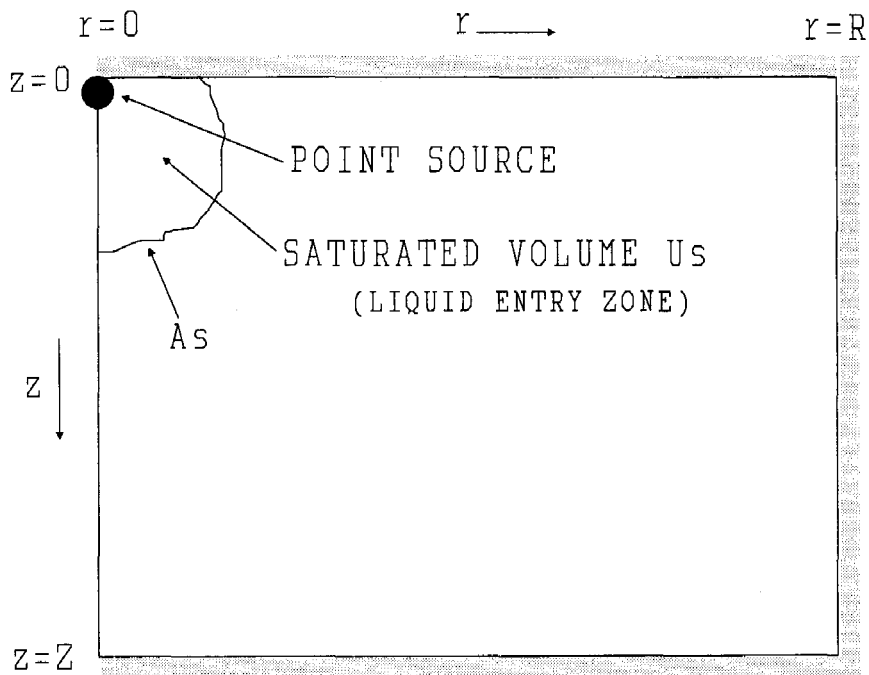 r=0 r r=R
z=0
POINT SOURCE
SATURATED VOLUME Us
(LIQUID ENTRY ZONE)
As
z
z=Z